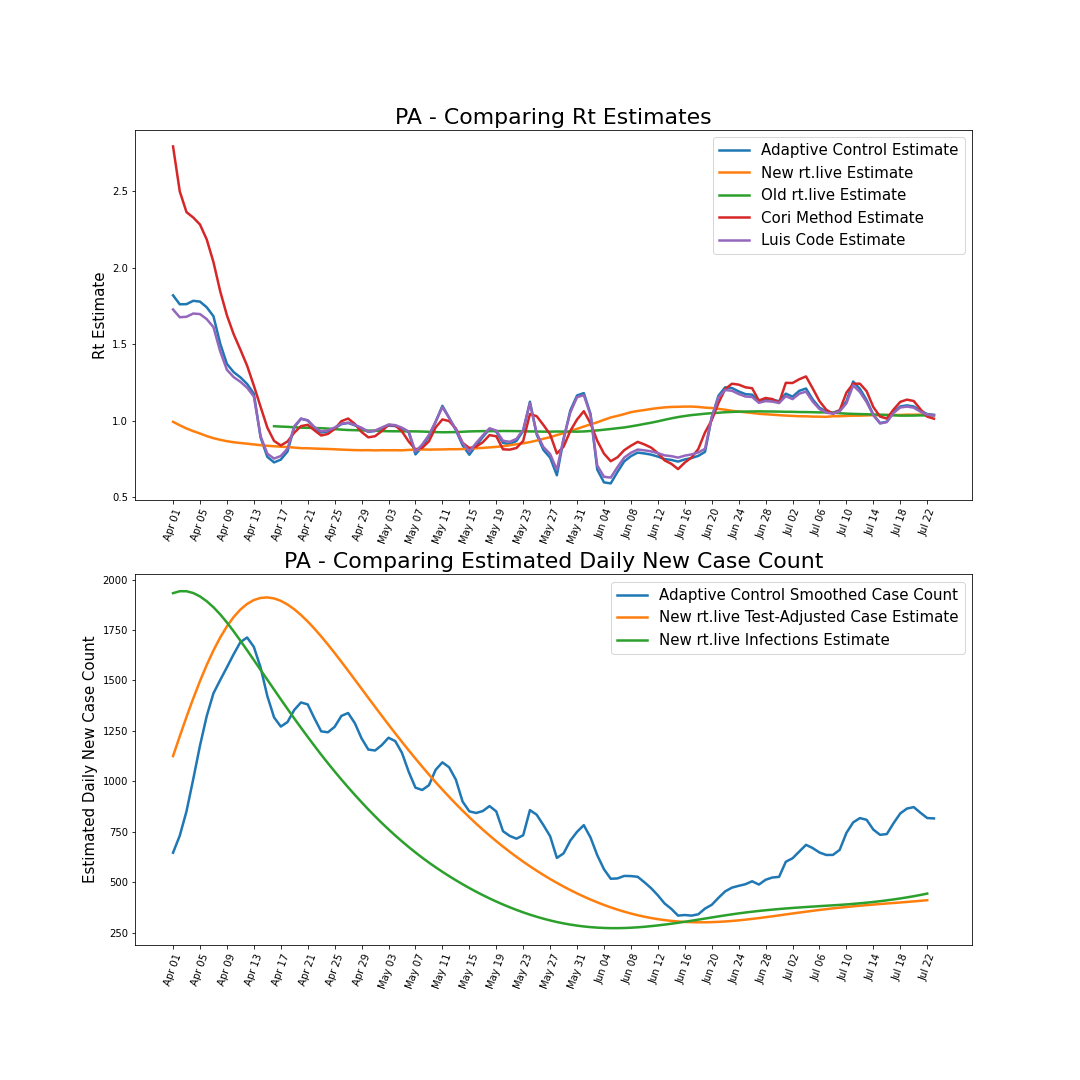 PA - Comparing Rt Estimates
Rt Estimate
2.5
2.0
1.5
1.0
0.5
Adaptive Control Estimate
New rt.live Estimate
Old rt.live Estimate
Cori Method Estimate
Luis Code Estimate
Apr 01 Apr 05 Apr 09 Apr 13 Apr 17 Apr 21 Apr 25 Apr 29 May 03 May 07 May 11 May 15 May 19 May 23 May 27 May 31 Jun 04 Jun 08 Jun 12 Jun 16 Jun 20 Jun 24 Jun 28 Jul 02 Jul 06 Jul 10 Jul 14 Jul 18 Jul 22
PA - Comparing Estimated Daily New Case Count
Estimated Daily New Case Count
2000
1750
1500
1250
1000
750
500
250
Adaptive Control Smoothed Case Count
New rt.live Test-Adjusted Case Estimate
New rt.live Infections Estimate
Apr 01 Apr 05 Apr 09 Apr 13 Apr 17 Apr 21 Apr 25 Apr 29 May 03 May 07 May 11 May 15 May 19 May 23 May 27 May 31 Jun 04 Jun 08 Jun 12 Jun 16 Jun 20 Jun 24 Jun 28 Jul 02 Jul 06 Jul 10 Jul 14 Jul 18 Jul 22